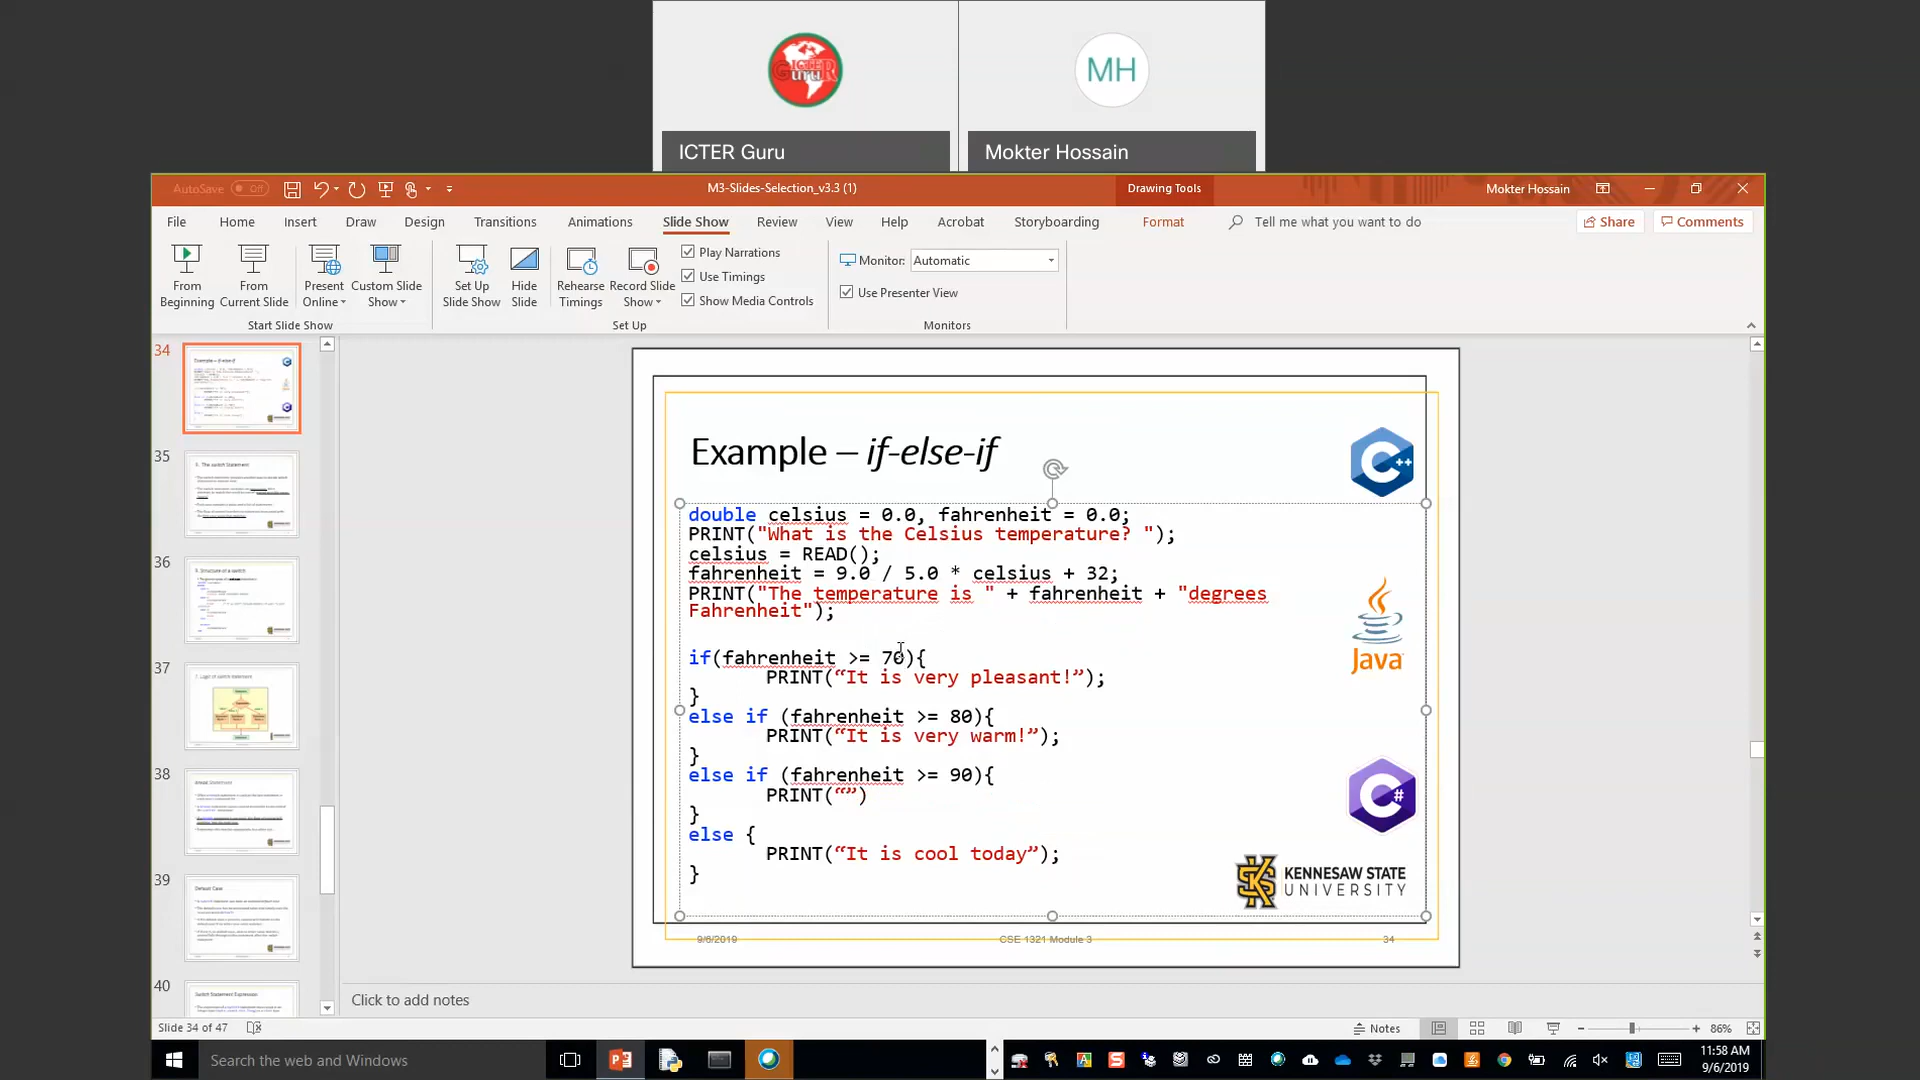 ICTER
Guru
MH
ICTER Guru
Mokter Hossain
AutoSave Off
M3-Slides-Selection_v3.3 (1)
Drawing Tools
Mokter Hossain
File Home Insert Draw Design Transitions Animations Slide Show Review View Help Acrobat Storyboarding Format Tell me what you want to do Share Comments
From Beginning
From Current Slide
Present Online
Custom Slide Show
Start Slide Show
Set Up Slide Show
Hide Slide
Rehearse Timings
Record Slide Show
Play Narrations
Use Timings
Show Media Controls
Set Up
Monitor: Automatic
Use Presenter View
Monitors
34
35
36
37
38
39
40
Example – if-else-if
C++
double celsius = 0.0, fahrenheit = 0.0;
PRINT("What is the Celsius temperature? ");
celsius = READ();
fahrenheit = 9.0 / 5.0 * celsius + 32;
PRINT("The temperature is " + fahrenheit + "degrees
Fahrenheit");
if(fahrenheit >= 70){
PRINT(“It is very pleasant!”);
}
else if (fahrenheit >= 80){
PRINT(“It is very warm!”);
}
else if (fahrenheit >= 90){
PRINT(“”)
}
else {
PRINT(“It is cool today”);
}
Java
C#
KENNESAW STATE
UNIVERSITY
9/6/2019
CSE 1321 Module 3
34
Click to add notes
Slide 34 of 47
Notes
86%
Search the web and Windows
11:58 AM
9/6/2019